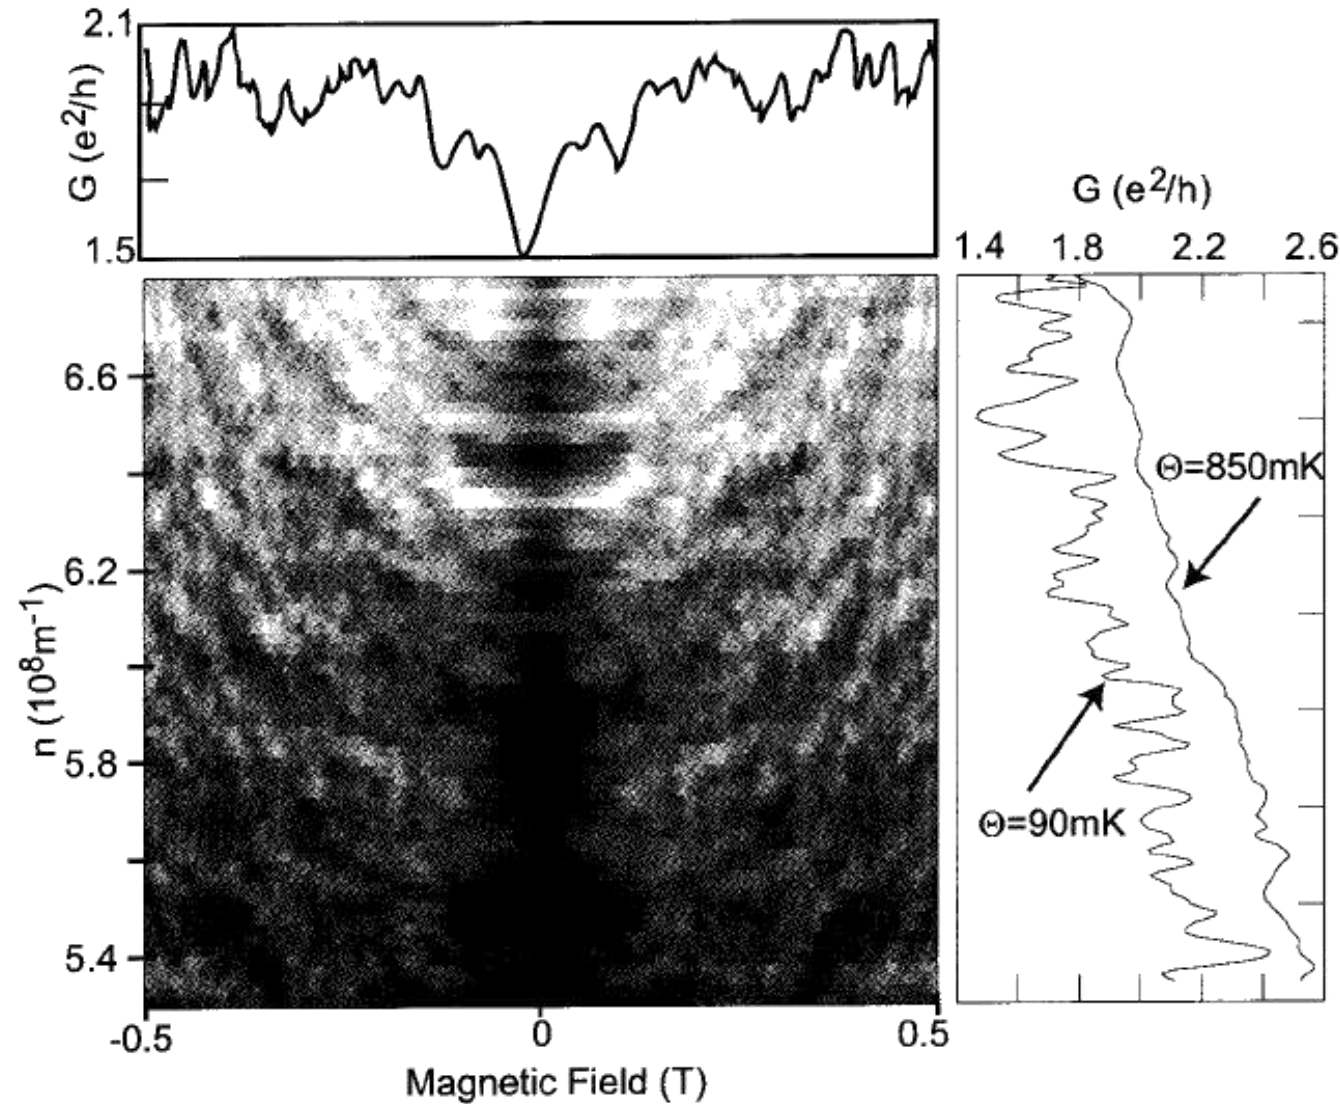 2.1
G (e²/h)
1.5
G (e²/h)
1.4 1.8 2.2 2.6
6.6
Θ=850mK
6.2
n (10⁸m⁻¹)
5.8
Θ=90mK
5.4
-0.5 0 0.5
Magnetic Field (T)